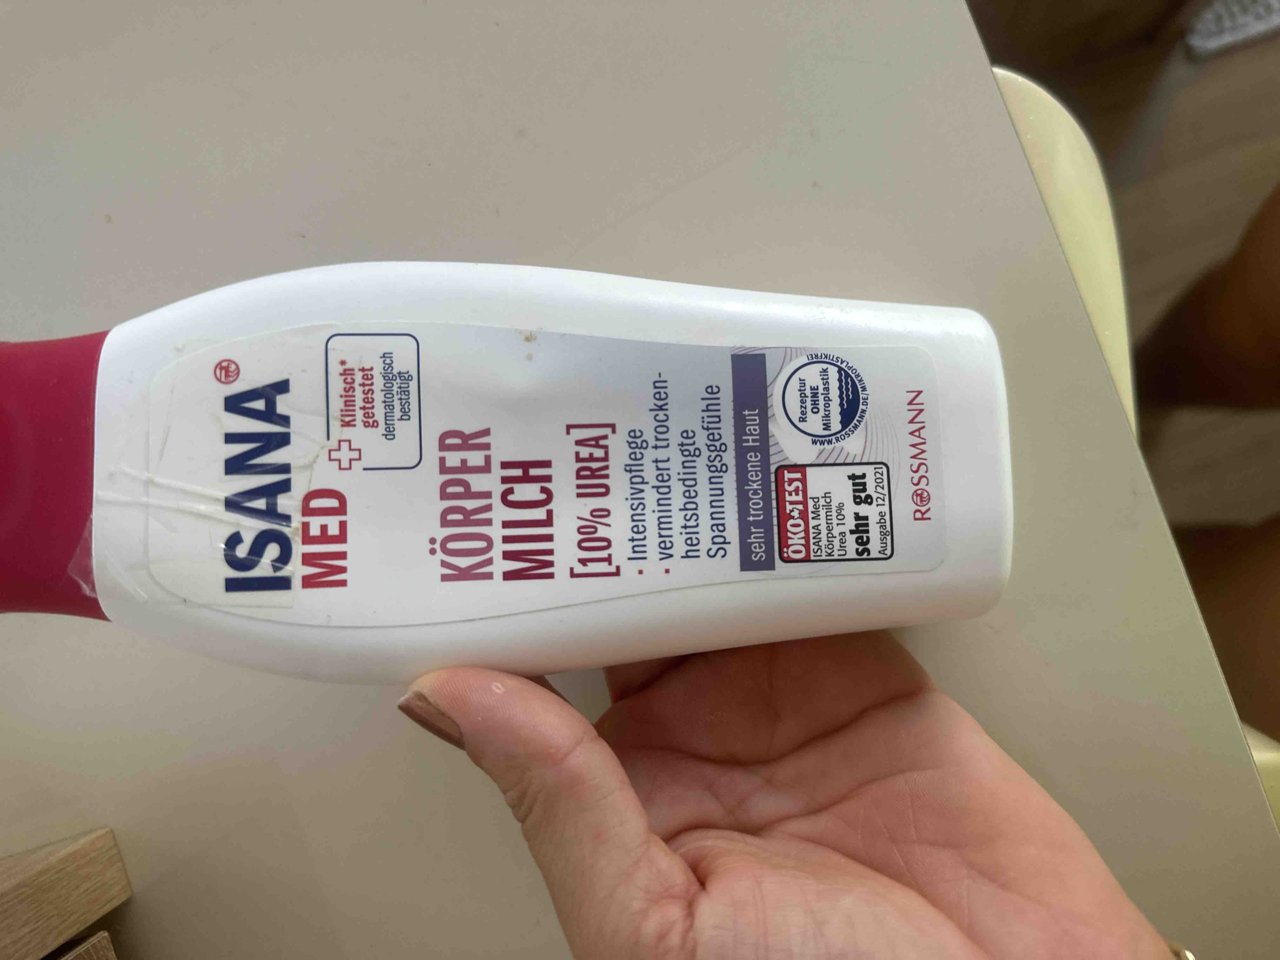 ISANA
MED
Klinisch*
getestet
dermatologisch
bestätigt
KÖRPER
MILCH
[10% UREA]
· Intensivpflege
· vermindert trocken-
heitsbedingte
Spannungsgefühle
sehr trockene Haut
ÖKO TEST
ISANA Med
Körpermilch
Urea 10%
sehr gut
Ausgabe 12/2021
Rezeptur
OHNE
Mikroplastik
WWW.ROSSMANN.DE/MIKROPLASTIKFREI
ROSSMANN